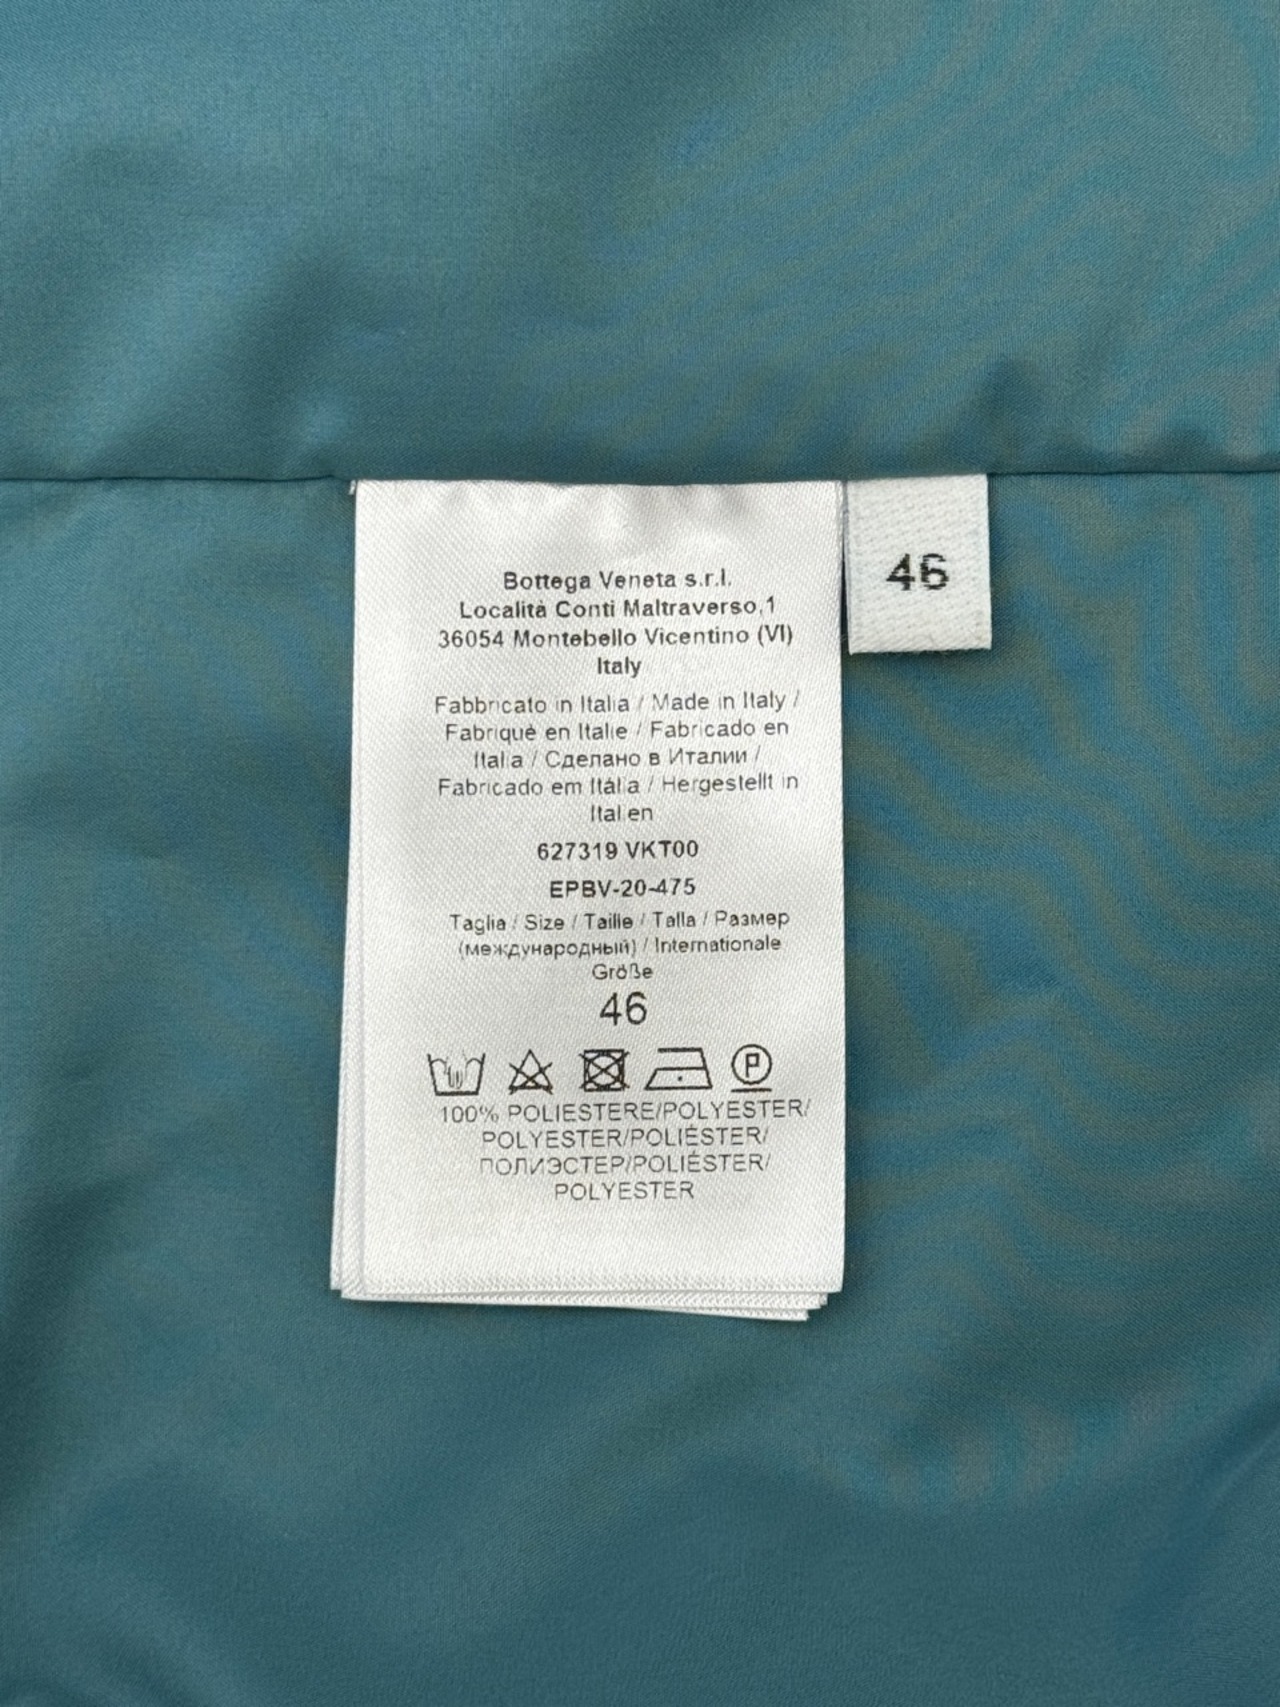 Bottega Veneta s.r.l.
Località Conti Maltraverso,1
36054 Montebello Vicentino (VI)
Italy
Fabbricato in Italia / Made in Italy /
Fabriqué en Italie / Fabricado en
Italia / Сделано в Италии /
Fabricado em Itália / Hergestellt in
Italien
627319 VKT00
EPBV-20-475
Taglia / Size / Taille / Talla / Размер
(международный) / Internationale
Größe
46
P
100% POLIESTERE/POLYESTER/
POLYESTER/POLIÉSTER/
ПОЛИЭСТЕР/POLIÉSTER/
POLYESTER
46